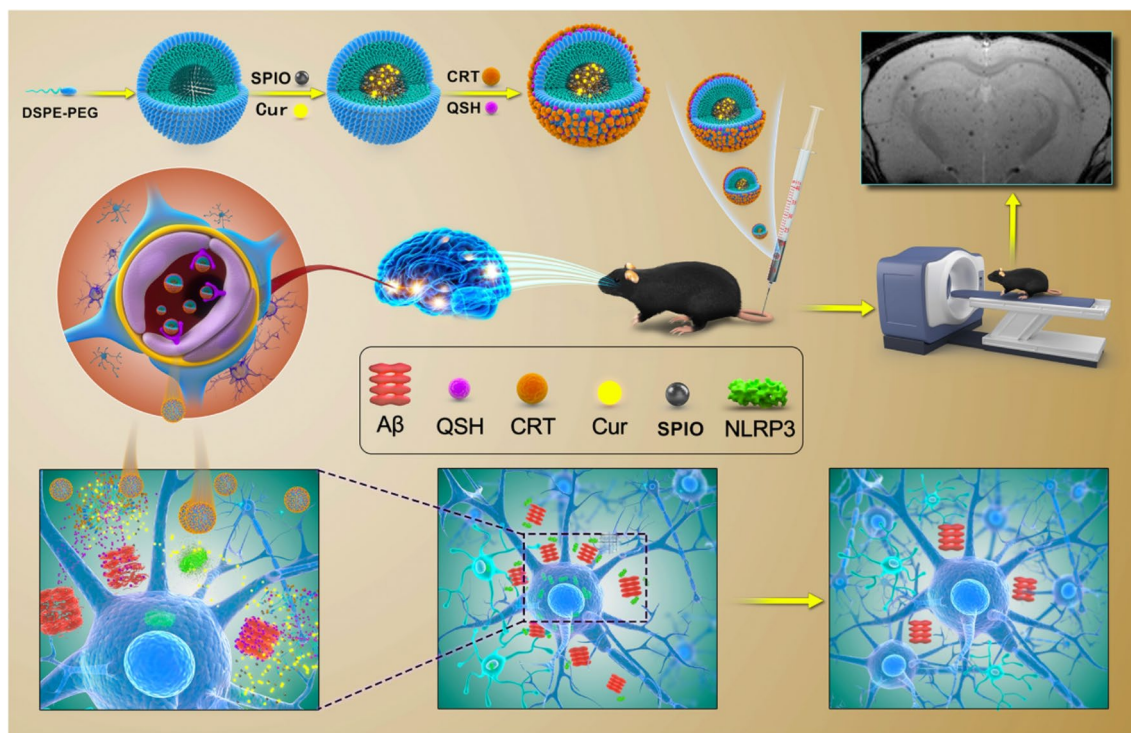 SPIO
Cur
CRT
QSH
DSPE-PEG
Aβ
QSH
CRT
Cur
SPIO
NLRP3